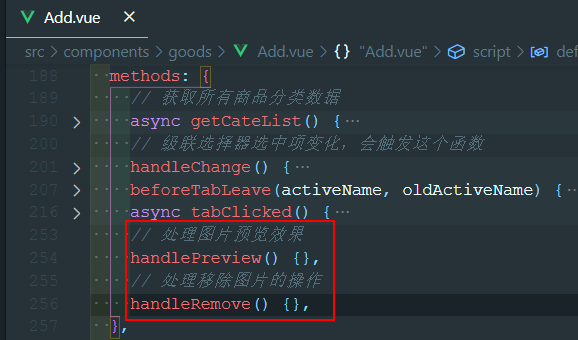 Add.vue ×
src > components > goods > Add.vue > {} "Add.vue" > script > def
188 methods: {
189 // 获取所有商品分类数据
190 async getCateList() {…
200 // 级联选择器选中项变化，会触发这个函数
201 handleChange() {…
207 beforeTabLeave(activeName, oldActiveName) {…
216 async tabClicked() {…
253 // 处理图片预览效果
254 handlePreview() {},
255 // 处理移除图片的操作
256 handleRemove() {},
257 },